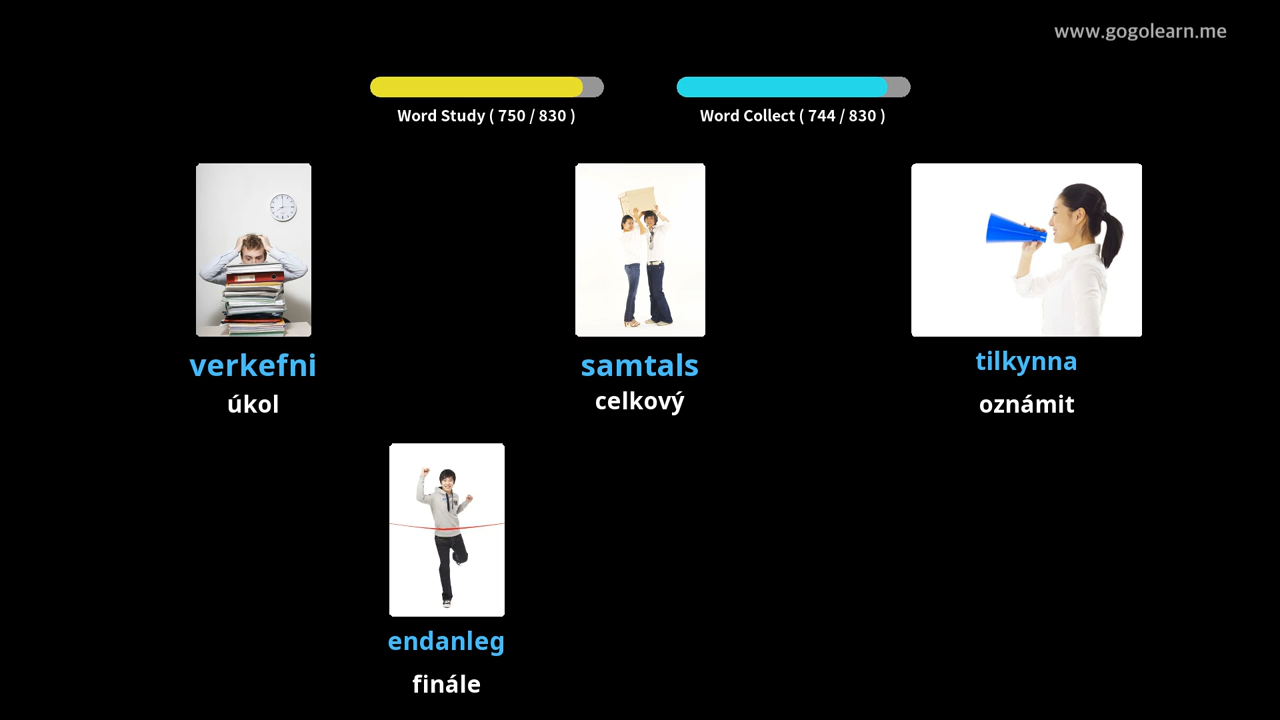 www.gogolearn.me
Word Study ( 750 / 830 )
Word Collect ( 744 / 830 )
verkefni
úkol
samtals
celkový
tilkynna
oznámit
endanleg
finále